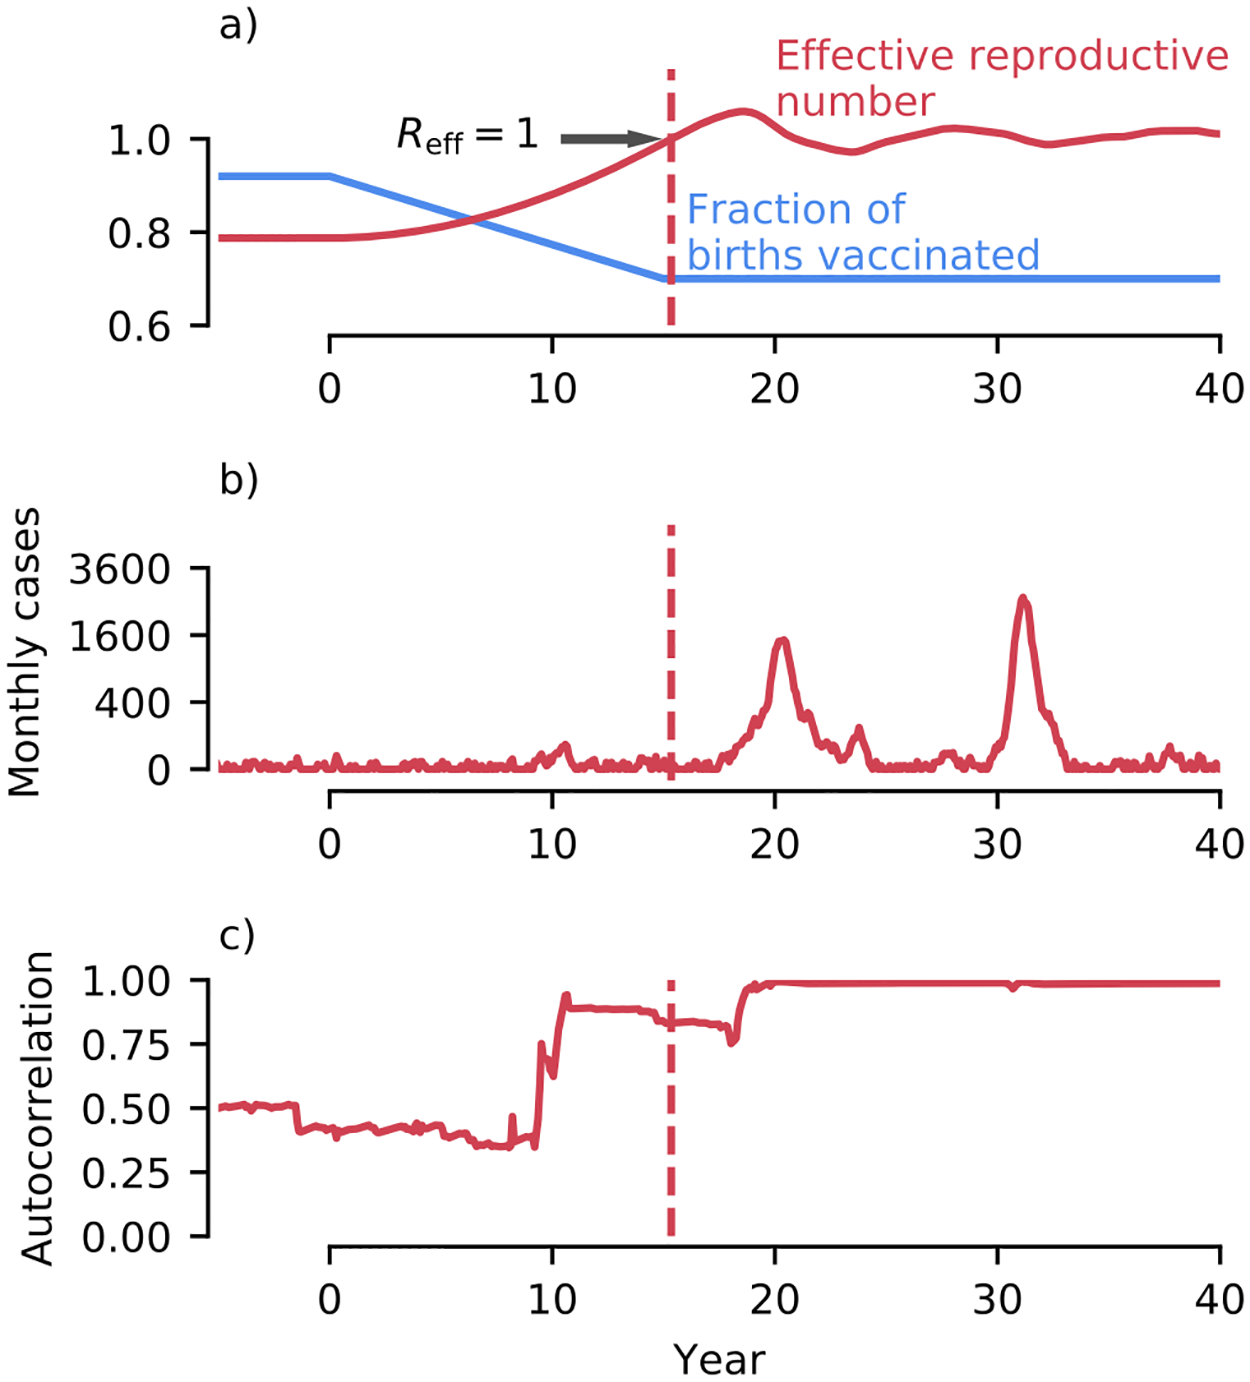 a)
Effective reproductive
number
R_eff = 1
1.0
0.8
0.6
Fraction of
births vaccinated
0 10 20 30 40
b)
Monthly cases
3600
1600
400
0
0 10 20 30 40
c)
Autocorrelation
1.00
0.75
0.50
0.25
0.00
0 10 20 30 40
Year